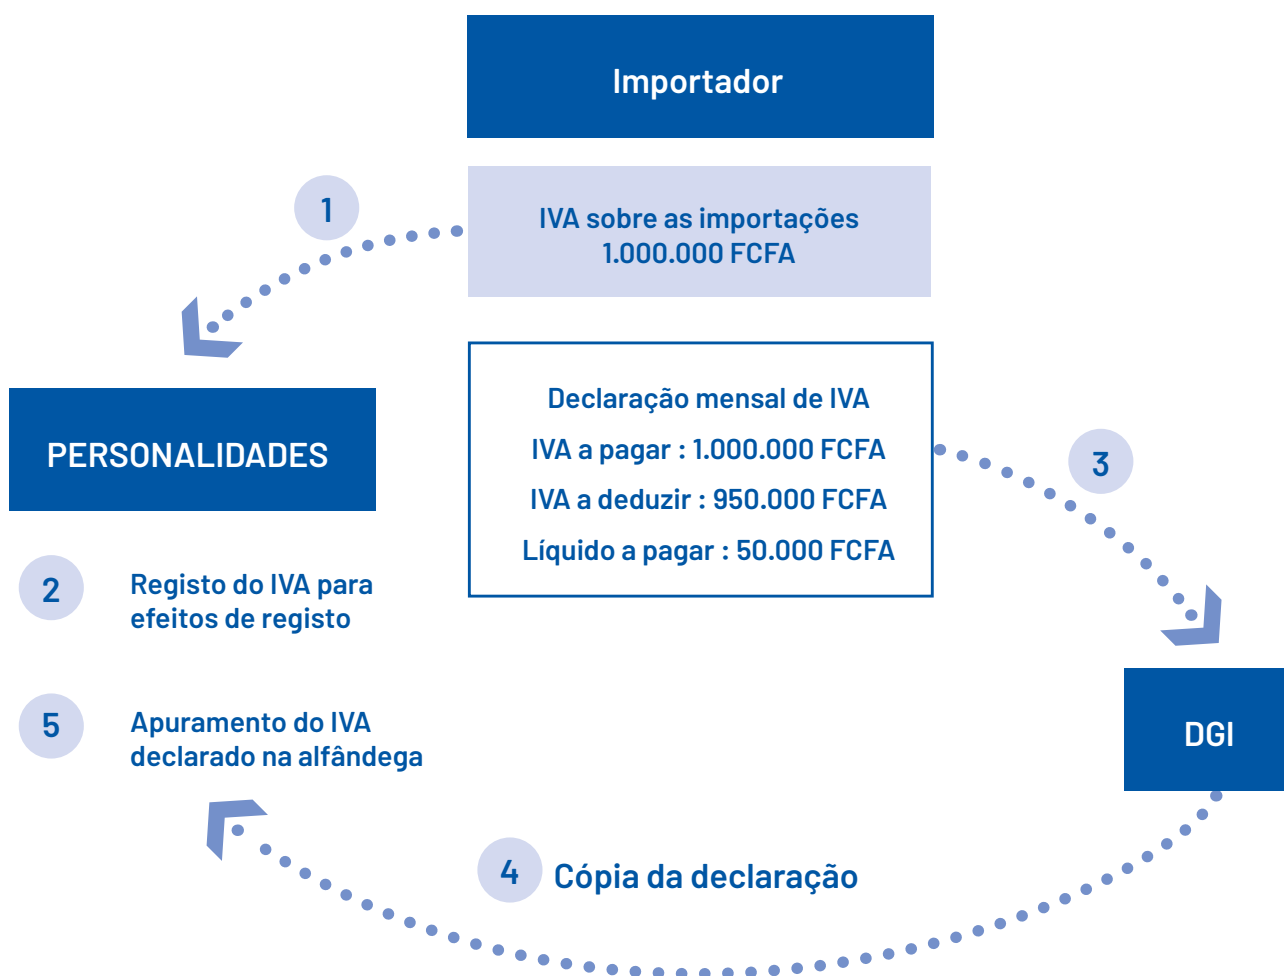 Importador
1
IVA sobre as importações
1.000.000 FCFA
PERSONALIDADES
Declaração mensal de IVA
IVA a pagar : 1.000.000 FCFA
IVA a deduzir : 950.000 FCFA
Líquido a pagar : 50.000 FCFA
3
2
Registo do IVA para
efeitos de registo
5
Apuramento do IVA
declarado na alfândega
DGI
4
Cópia da declaração